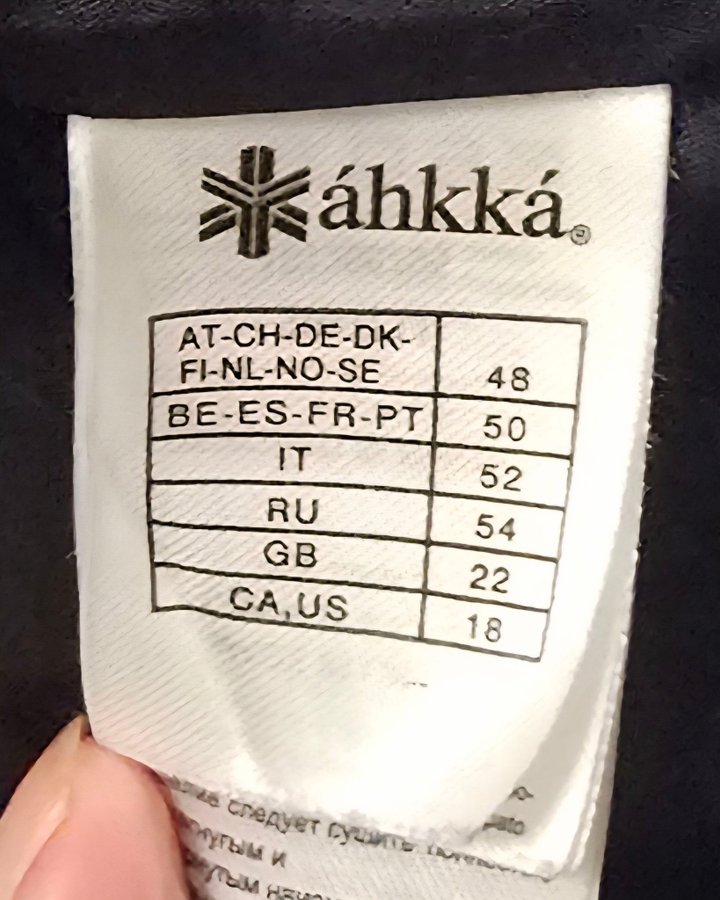 áhkká®
AT-CH-DE-DK-
FI-NL-NO-SE 48
BE-ES-FR-PT 50
IT 52
RU 54
GB 22
CA,US 18
следует сушить